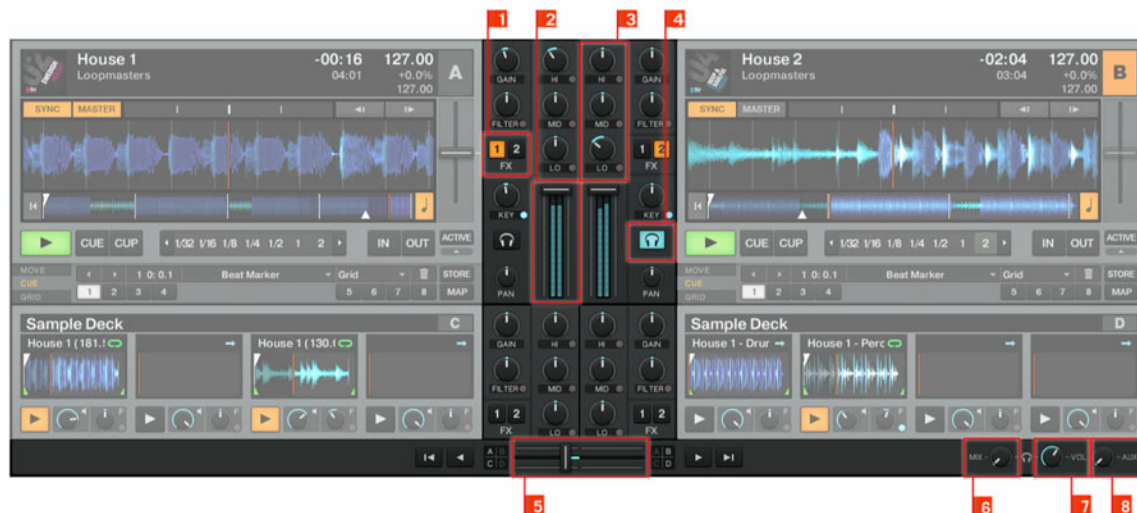 1 2 3 4
House 1 -00:16 127.00 A
Loopmasters 04:01 +0.0%
127.00
SYNC MASTER
CUE CUP 1/32 1/16 1/8 1/4 1/2 1 2 IN OUT ACTIVE
MOVE 1 0: 0.1 Beat Marker Grid STORE
CUE
GRID 1 2 3 4 5 6 7 8 MAP
GAIN HI HI GAIN
FILTER MID MID FILTER
1 2 LO LO 1 2
FX FX
KEY KEY
PAN PAN
House 2 -02:04 127.00 B
Loopmasters 03:04 +0.0%
127.00
SYNC MASTER
CUE CUP 1/32 1/16 1/8 1/4 1/2 1 2 IN OUT ACTIVE
MOVE 1 0: 0.1 Beat Marker Grid STORE
CUE
GRID 1 2 3 4 5 6 7 8 MAP
Sample Deck C
House 1 (181. House 1 (130.
F F F F
GAIN HI HI GAIN
FILTER MID MID FILTER
1 2 LO LO 1 2
FX FX
Sample Deck D
House 1 - Drur House 1 - Perc
F F F F
A B A B
C D C D
MIX VOL AUX
5 6 7 8